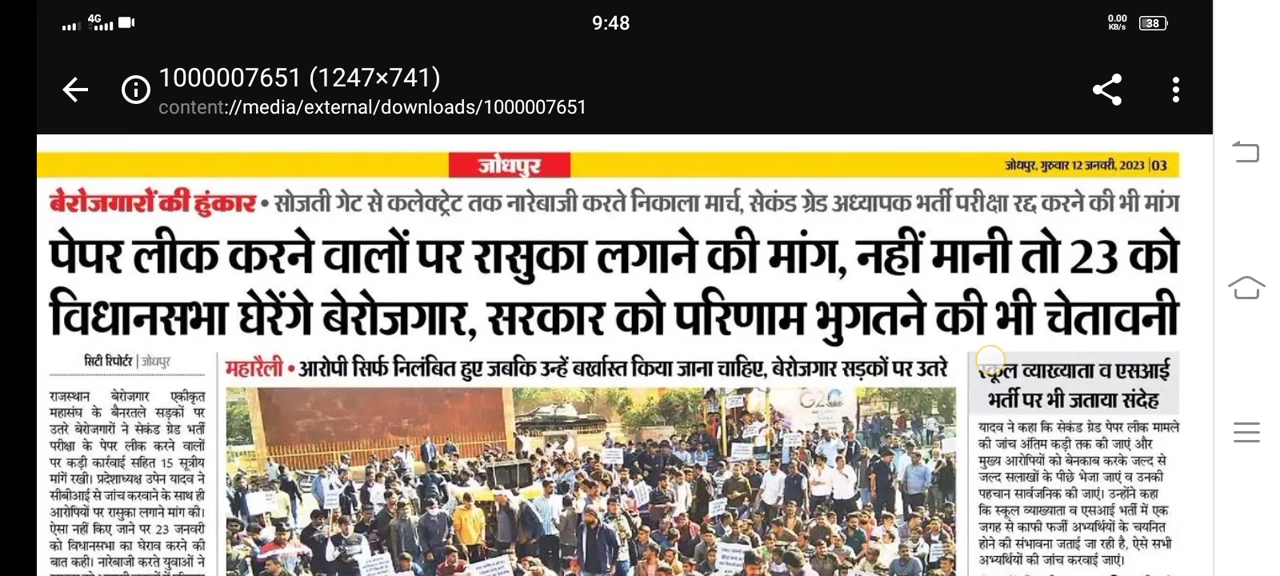 4G
9:48
0.00
KB/s
38
1000007651 (1247×741)
content://media/external/downloads/1000007651
जोधपुर
जोधपुर, गुरुवार 12 जनवरी, 2023 | 03
बेरोजगारों की हुंकार • सोजती गेट से कलेक्ट्रेट तक नारेबाजी करते निकाला मार्च, सेकंड ग्रेड अध्यापक भर्ती परीक्षा रद्द करने की भी मांग
पेपर लीक करने वालों पर रासुका लगाने की मांग, नहीं मानी तो 23 को
विधानसभा घेरेंगे बेरोजगार, सरकार को परिणाम भुगतने की भी चेतावनी
सिटी रिपोर्टर | जोधपुर
राजस्थान बेरोजगार एकीकृत
महासंघ के बैनरतले सड़कों पर
उतरे बेरोजगारों ने सेकंड ग्रेड भर्ती
परीक्षा के पेपर लीक करने वालों
पर कड़ी कार्रवाई सहित 15 सूत्रीय
मांगें रखी। प्रदेशाध्यक्ष उपेन यादव ने
सीबीआई से जांच करवाने के साथ ही
आरोपियों पर रासुका लगाने मांग की।
ऐसा नहीं किए जाने पर 23 जनवरी
को विधानसभा का घेराव करने की
बात कही। नारेबाजी करते युवाओं ने
महारैली • आरोपी सिर्फ निलंबित हुए जबकि उन्हें बर्खास्त किया जाना चाहिए, बेरोजगार सड़कों पर उतरे
G20
स्कूल व्याख्याता व एसआई
भर्ती पर भी जताया संदेह
यादव ने कहा कि सेकंड ग्रेड पेपर लीक मामले
की जांच अंतिम कड़ी तक की जाएं और
मुख्य आरोपियों को बेनकाब करके जल्द से
जल्द सलाखों के पीछे भेजा जाएं व उनकी
पहचान सार्वजनिक की जाएं। उन्होंने कहा
कि स्कूल व्याख्याता व एसआई भर्ती में एक
जगह से काफी फर्जी अभ्यर्थियों के चयनित
होने की संभावना जताई जा रही है, ऐसे सभी
अभ्यर्थियों की जांच करवाई जाएं।